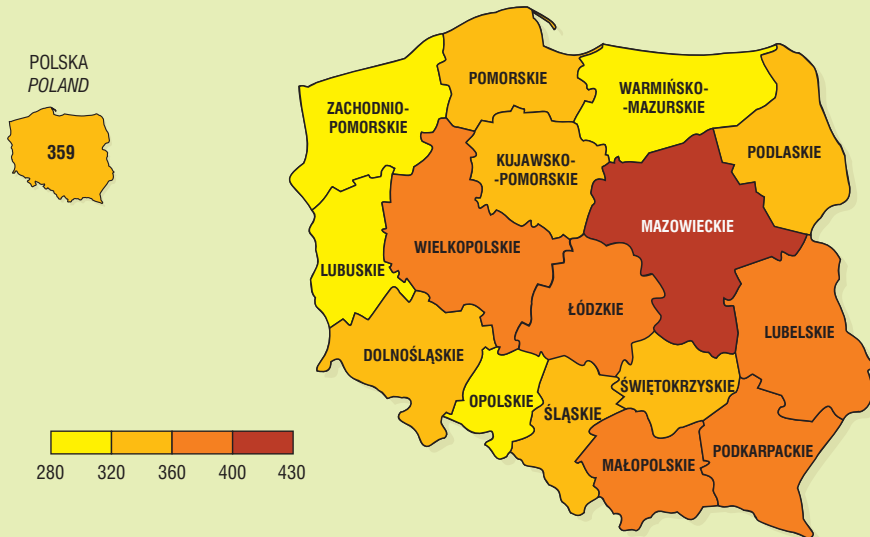 POLSKA
POLAND
359
POMORSKIE
ZACHODNIO-
-POMORSKIE
WARMIŃSKO-
-MAZURSKIE
PODLASKIE
KUJAWSKO-
-POMORSKIE
MAZOWIECKIE
WIELKOPOLSKIE
LUBUSKIE
ŁÓDZKIE
LUBELSKIE
DOLNOŚLĄSKIE
OPOLSKIE
ŚLĄSKIE
ŚWIĘTOKRZYSKIE
MAŁOPOLSKIE
PODKARPACKIE
280 320 360 400 430